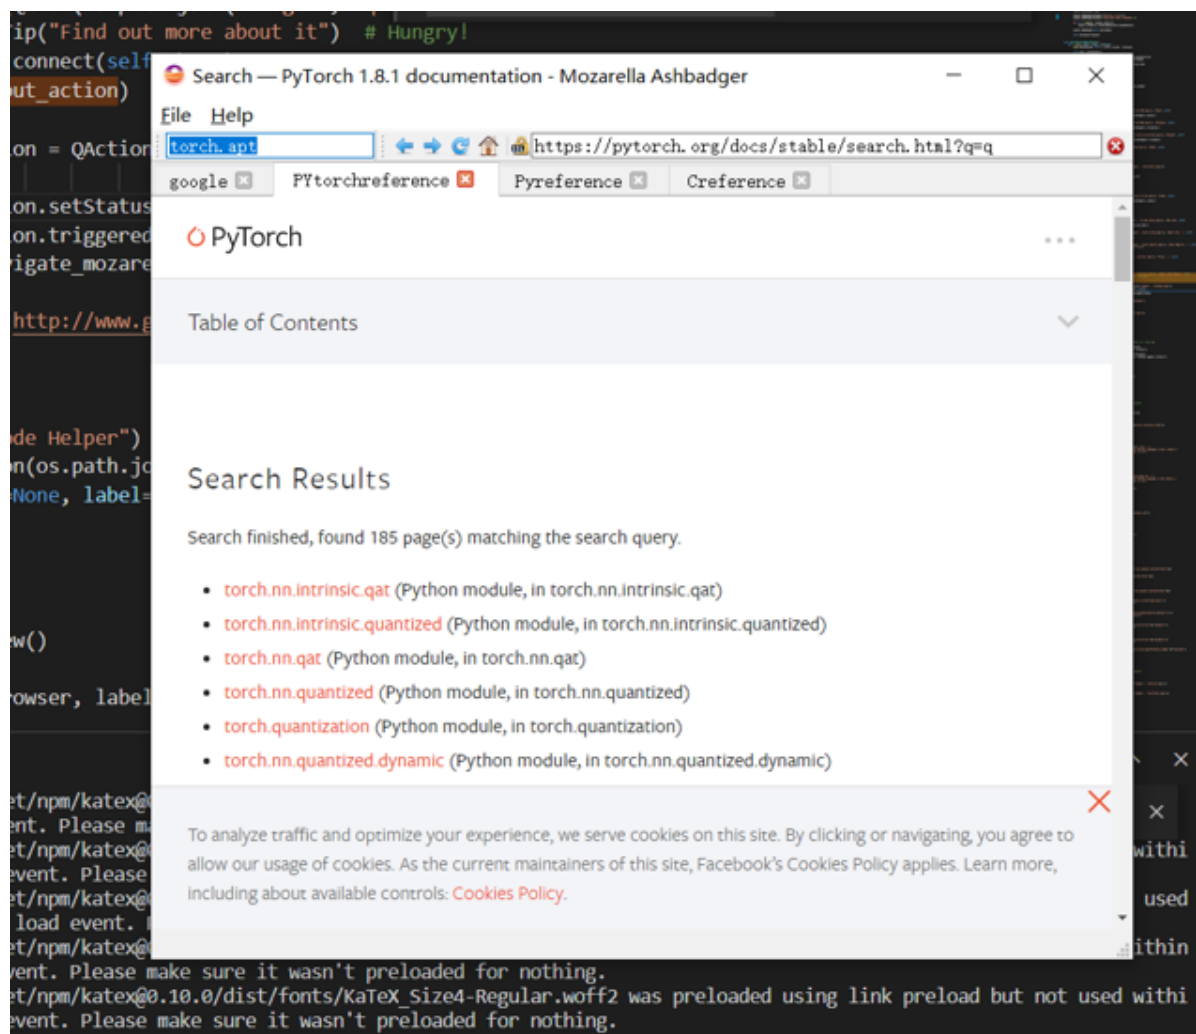 ip("Find out more about it")  # Hungry!
connect(self
ut_action)
Search — PyTorch 1.8.1 documentation - Mozarella Ashbadger
File Help
on = QAction
torch.apt
https://pytorch.org/docs/stable/search.html?q=q
google
PYtorchreference
Pyreference
Creference
on.setStatus
on.triggered
igate_mozare
PyTorch
http://www.g
Table of Contents
de Helper")
n(os.path.jo
=None, label=
Search Results
Search finished, found 185 page(s) matching the search query.
torch.nn.intrinsic.qat (Python module, in torch.nn.intrinsic.qat)
torch.nn.intrinsic.quantized (Python module, in torch.nn.intrinsic.quantized)
torch.nn.qat (Python module, in torch.nn.qat)
torch.nn.quantized (Python module, in torch.nn.quantized)
torch.quantization (Python module, in torch.quantization)
torch.nn.quantized.dynamic (Python module, in torch.nn.quantized.dynamic)
ew()
rowser, label
To analyze traffic and optimize your experience, we serve cookies on this site. By clicking or navigating, you agree to
allow our usage of cookies. As the current maintainers of this site, Facebook's Cookies Policy applies. Learn more,
including about available controls: Cookies Policy.
et/npm/katex@
ent. Please ma
et/npm/katex@ withi
event. Please
et/npm/katex@ used
load event.
et/npm/katex@ ithin
vent. Please make sure it wasn't preloaded for nothing.
et/npm/katex@0.10.0/dist/fonts/KaTeX_Size4-Regular.woff2 was preloaded using link preload but not used withi
event. Please make sure it wasn't preloaded for nothing.